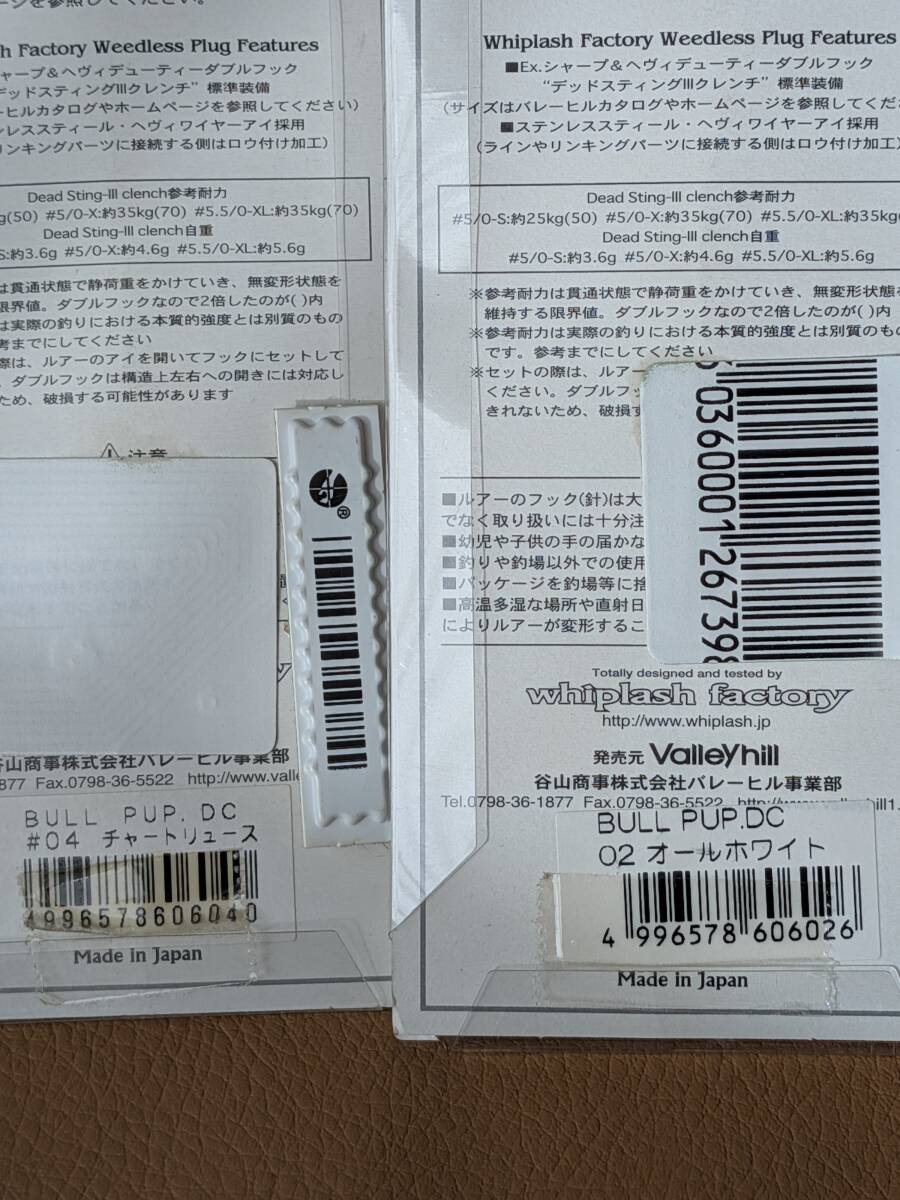 ージを参照してください。
h Factory Weedless Plug Features
シャープ&ヘヴィデューティーダブルフック
デッドスティングIIIクレンチ” 標準装備
ーヒルカタログやホームページを参照してください)
ンレススティール・ヘヴィワイヤーアイ採用
リンキングパーツに接続する側はロウ付け加工)
Dead Sting-III clench参考耐力
g(50) #5/0-X:約35kg(70) #5.5/0-XL:約35kg(70)
Dead Sting-III clench自重
S:約3.6g #5/0-X:約4.6g #5.5/0-XL:約5.6g
は貫通状態で静荷重をかけていき、無変形状態を
限界値。ダブルフックなので2倍したのが( )内
は実際の釣りにおける本質的強度とは別質のもの
考までにしてください
際は、ルアーのアイを開いてフックにセットして
。ダブルフックは構造上左右への開きには対応し
ため、破損する可能性があります
注意
谷山商事株式会社バレーヒル事業部
1877 Fax.0798-36-5522 http://www.valle
BULL PUP. DC
#04 チャートリュース
4996578606040
Made in Japan
Whiplash Factory Weedless Plug Features
■Ex.シャープ&ヘヴィデューティーダブルフック
“デッドスティングIIIクレンチ” 標準装備
(サイズはバレーヒルカタログやホームページを参照してくださ
■ステンレススティール・ヘヴィワイヤーアイ採用
(ラインやリンキングパーツに接続する側はロウ付け加工)
Dead Sting-III clench参考耐力
#5/0-S:約25kg(50) #5/0-X:約35kg(70) #5.5/0-XL:約35kg(
Dead Sting-III clench自重
#5/0-S:約3.6g #5/0-X:約4.6g #5.5/0-XL:約5.6g
※参考耐力は貫通状態で静荷重をかけていき、無変形状態を
維持する限界値。ダブルフックなので2倍したのが( )内
※参考耐力は実際の釣りにおける本質的強度とは別質のもの
です。参考までにしてください
※セットの際は、ルアー
ください。ダブルフッ
きれないため、破損す
036000126739
■ルアーのフック(針)は大
でなく取り扱いには十分注
■幼児や子供の手の届かな
■釣りや釣場以外での使用
■パッケージを釣場等に捨
■高温多湿な場所や直射日
によりルアーが変形するこ
Totally designed and tested by
whiplash factory
http://www.whiplash.jp
発売元 Valleyhill
谷山商事株式会社バレーヒル事業部
Tel.0798-36-1877 Fax.0798-36-5522 http://www.valleyhill1.
BULL PUP.DC
02 オールホワイト
4 996578 606026
Made in Japan